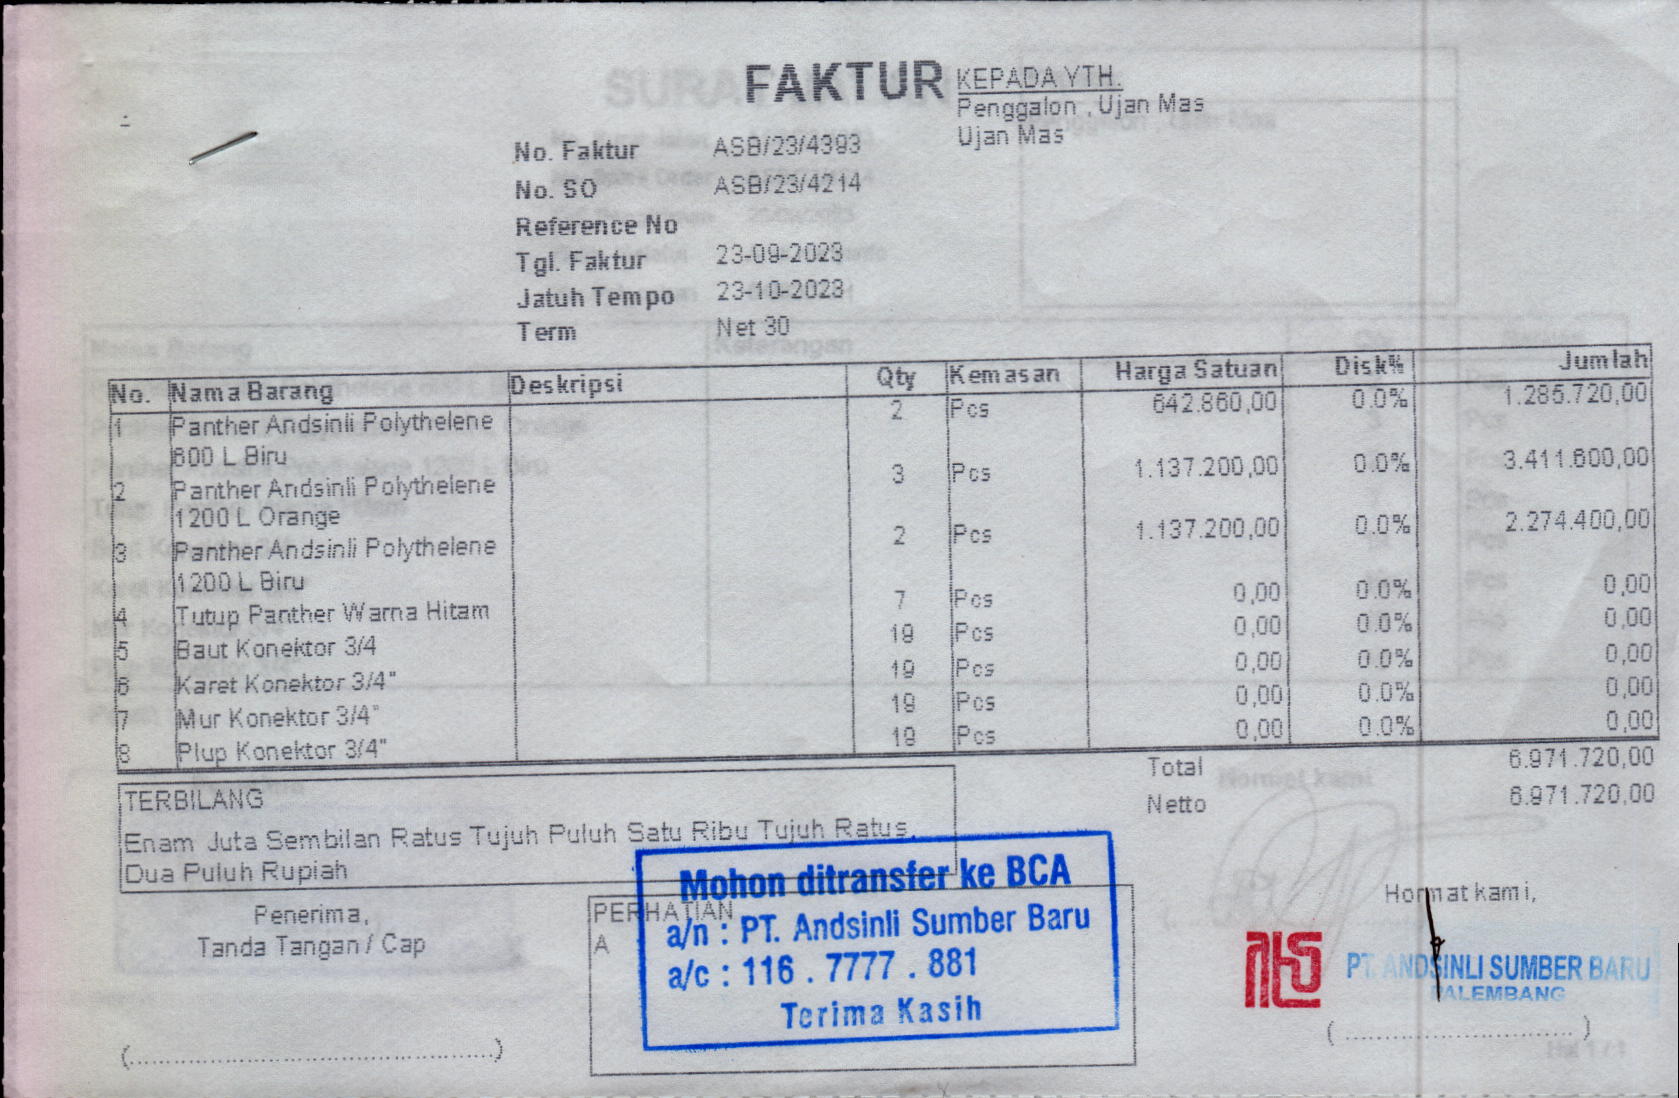 FAKTUR
KEPADA YTH.
Penggalon , Ujan Mas
Ujan Mas
No. Faktur ASB/23/4393
No. SO ASB/23/4214
Reference No
Tgl. Faktur 23-09-2023
Jatuh Tempo 23-10-2023
Term Net 30
No. Nama Barang Deskripsi Qty Kemasan Harga Satuan Disk% Jumlah
1 Panther Andsinli Polythelene 2 Pcs 642.860,00 0.0% 1.285.720,00
600 L Biru
2 Panther Andsinli Polythelene 3 Pcs 1.137.200,00 0.0% 3.411.600,00
1200 L Orange
3 Panther Andsinli Polythelene 2 Pcs 1.137.200,00 0.0% 2.274.400,00
1200 L Biru
4 Tutup Panther Warna Hitam 7 Pcs 0,00 0.0% 0,00
5 Baut Konektor 3/4 19 Pcs 0,00 0.0% 0,00
6 Karet Konektor 3/4" 19 Pcs 0,00 0.0% 0,00
7 Mur Konektor 3/4" 19 Pcs 0,00 0.0% 0,00
8 Plup Konektor 3/4" 19 Pcs 0,00 0.0% 0,00
Total 6.971.720,00
Netto 6.971.720,00
TERBILANG
Enam Juta Sembilan Ratus Tujuh Puluh Satu Ribu Tujuh Ratus
Dua Puluh Rupiah
Penerima,
Tanda Tangan / Cap
(................................................)
PERHATIAN
A
Mohon ditransfer ke BCA
a/n : PT. Andsinli Sumber Baru
a/c : 116 . 7777 . 881
Terima Kasih
Hormat kami,
PT. ANDSINLI SUMBER BARU
PALEMBANG
( .............................. )